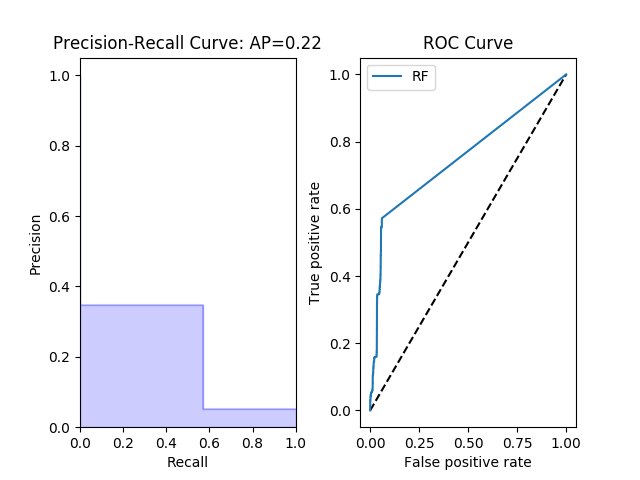 Precision-Recall Curve: AP=0.22
1.0
0.8
0.6
0.4
0.2
0.0
Precision
0.0 0.2 0.4 0.6 0.8 1.0
Recall
ROC Curve
RF
1.0
0.8
0.6
0.4
0.2
0.0
True positive rate
0.00 0.25 0.50 0.75 1.00
False positive rate